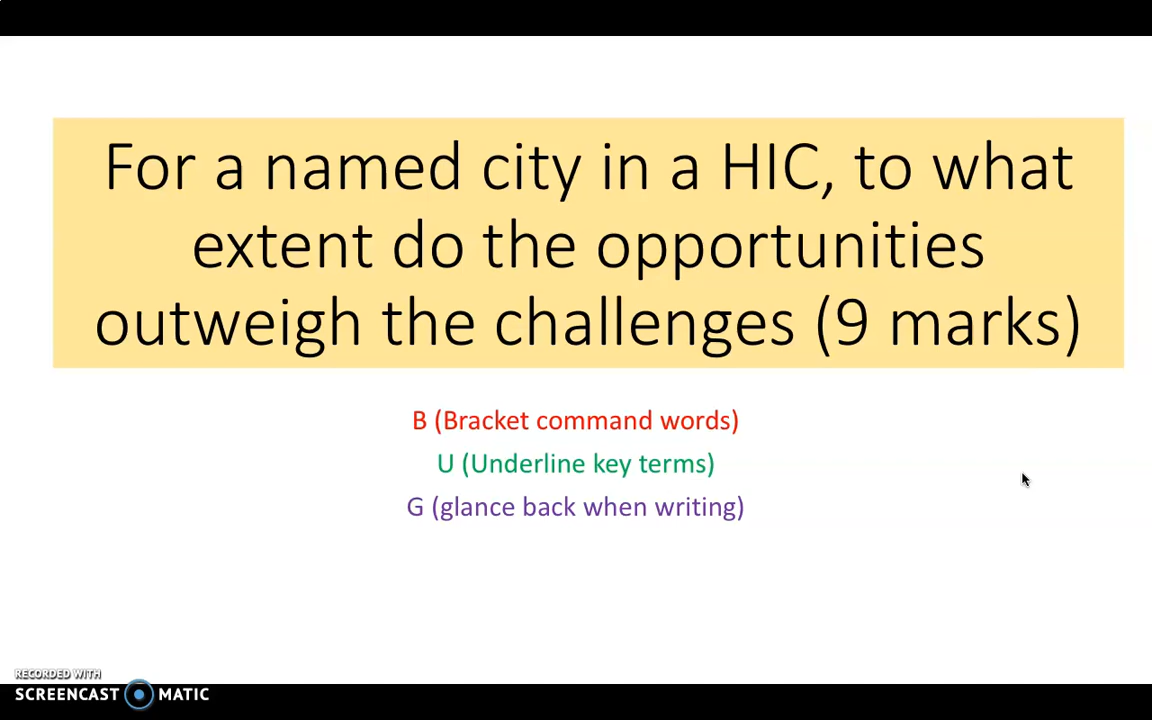 For a named city in a HIC, to what
extent do the opportunities
outweigh the challenges (9 marks)
B (Bracket command words)
U (Underline key terms)
G (glance back when writing)
RECORDED WITH
SCREENCAST MATIC